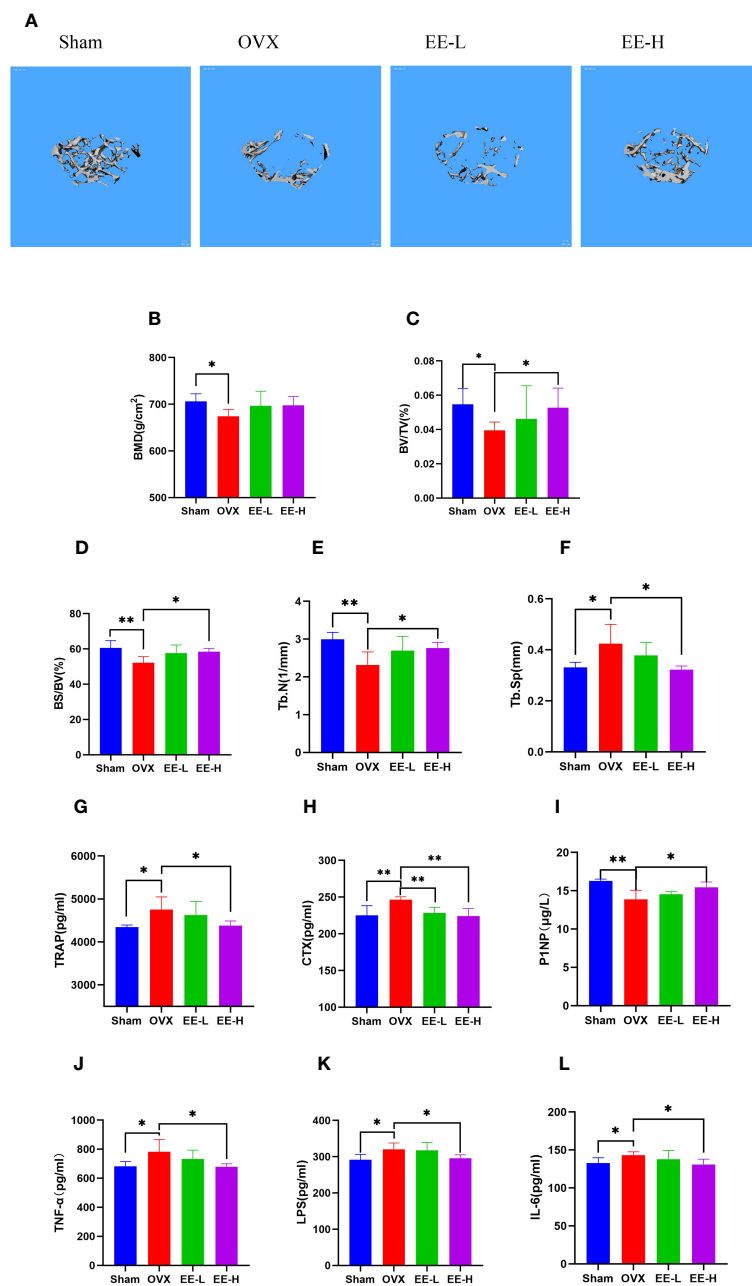 A
Sham OVX EE-L EE-H
B
*
800
700
600
500
BMD(g/cm²)
Sham OVX EE-L EE-H
C
* *
0.08
0.06
0.04
0.02
0.00
BV/TV(%)
Sham OVX EE-L EE-H
D
** *
80
60
40
20
0
BS/BV(%)
Sham OVX EE-L EE-H
E
** *
4
3
2
1
0
Tb.N(1/mm)
Sham OVX EE-L EE-H
F
* *
0.6
0.4
0.2
0.0
Tb.Sp(mm)
Sham OVX EE-L EE-H
G
* *
6000
5000
4000
3000
TRAP(pg/ml)
Sham OVX EE-L EE-H
H
** ** **
300
250
200
150
100
CTX(pg/ml)
Sham OVX EE-L EE-H
I
** *
20
15
10
5
0
P1NP(μg/L)
Sham OVX EE-L EE-H
J
* *
1000
800
600
400
200
0
TNF-α(pg/ml)
Sham OVX EE-L EE-H
K
* *
400
300
200
100
0
LPS(pg/ml)
Sham OVX EE-L EE-H
L
* *
200
150
100
50
0
IL-6(pg/ml)
Sham OVX EE-L EE-H